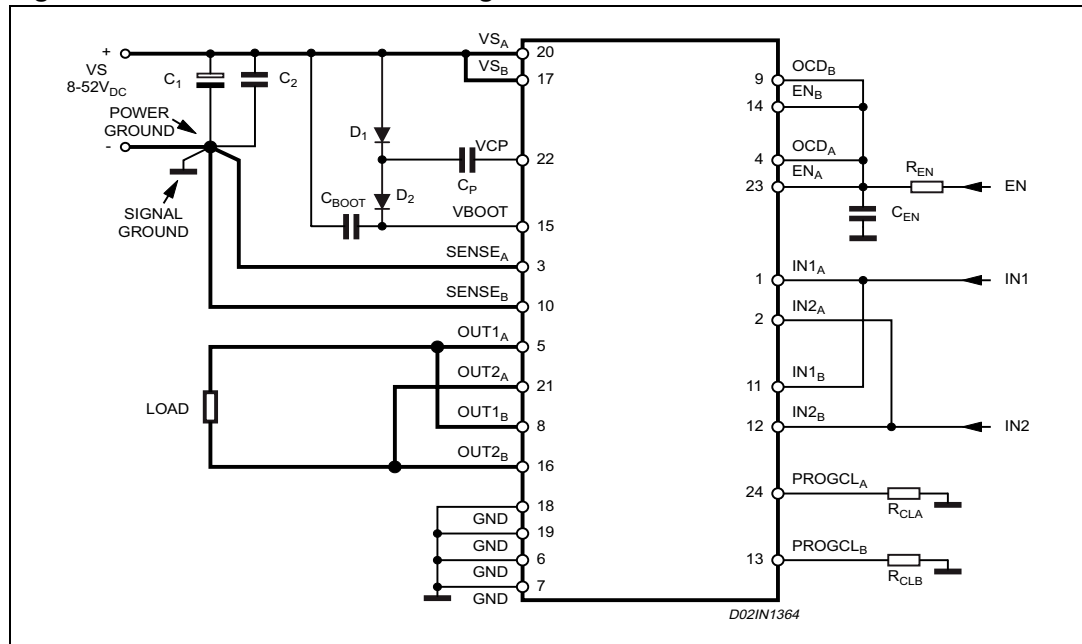 +
VS
8-52VDC
-
POWER
GROUND
SIGNAL
GROUND
C1
C2
D1
D2
CP
CBOOT
LOAD
VSA
20
VSB
17
VCP
22
VBOOT
15
SENSEA
3
SENSEB
10
OUT1A
5
OUT2A
21
OUT1B
8
OUT2B
16
18
GND
19
GND
6
GND
7
GND
9
OCDB
14
ENB
4
OCDA
23
ENA
REN
EN
CEN
1
IN1A
IN1
2
IN2A
11
IN1B
12
IN2B
IN2
24
PROGCLA
RCLA
13
PROGCLB
RCLB
D02IN1364